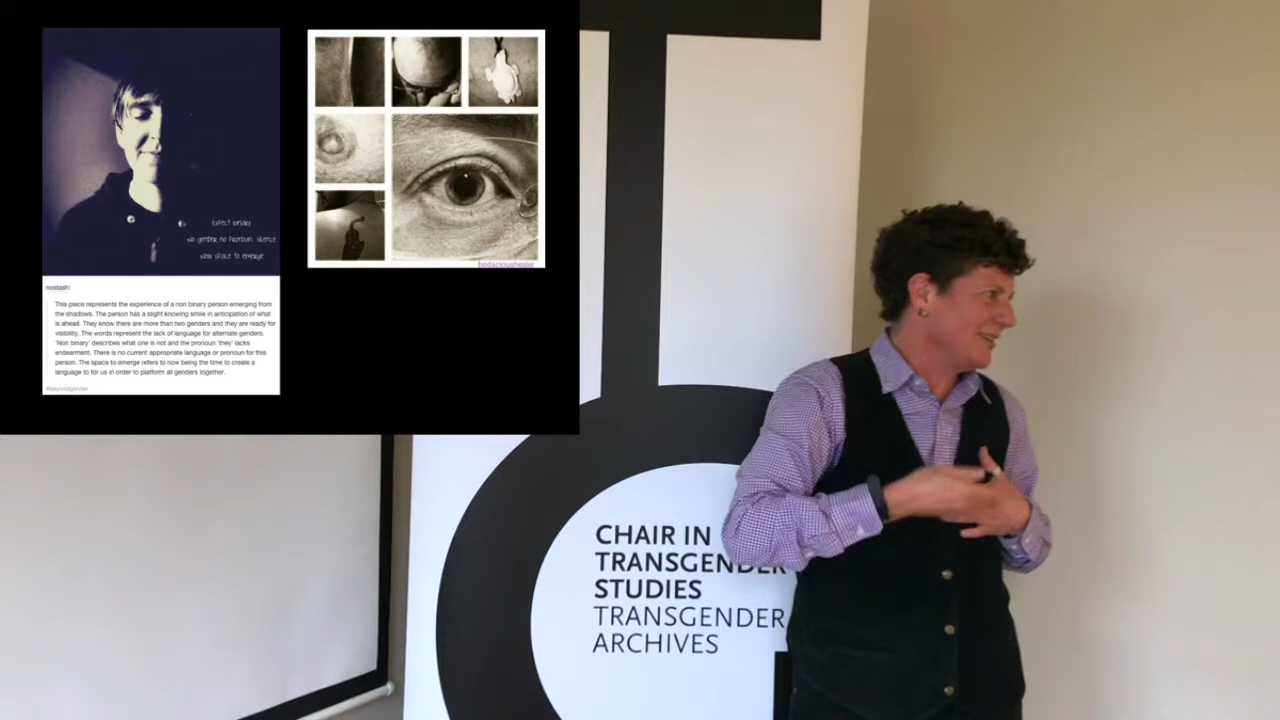 Expect binary
No gender, no pronoun, silence
Now space to emerge
nostash:
This piece represents the experience of a non binary person emerging from
the shadows. The person has a slight knowing smile in anticipation of what
is ahead. They know there are more than two genders and they are ready for
visibility. The words represent the lack of language for alternate genders.
'Non binary' describes what one is not and the pronoun 'they' lacks
endearment. There is no current appropriate language or pronoun for this
person. The space to emerge refers to now being the time to create a
language to for us in order to platform all genders together.
#beyondgender
bodacioushealer
CHAIR IN
TRANSGENDER
STUDIES
TRANSGENDER
ARCHIVES